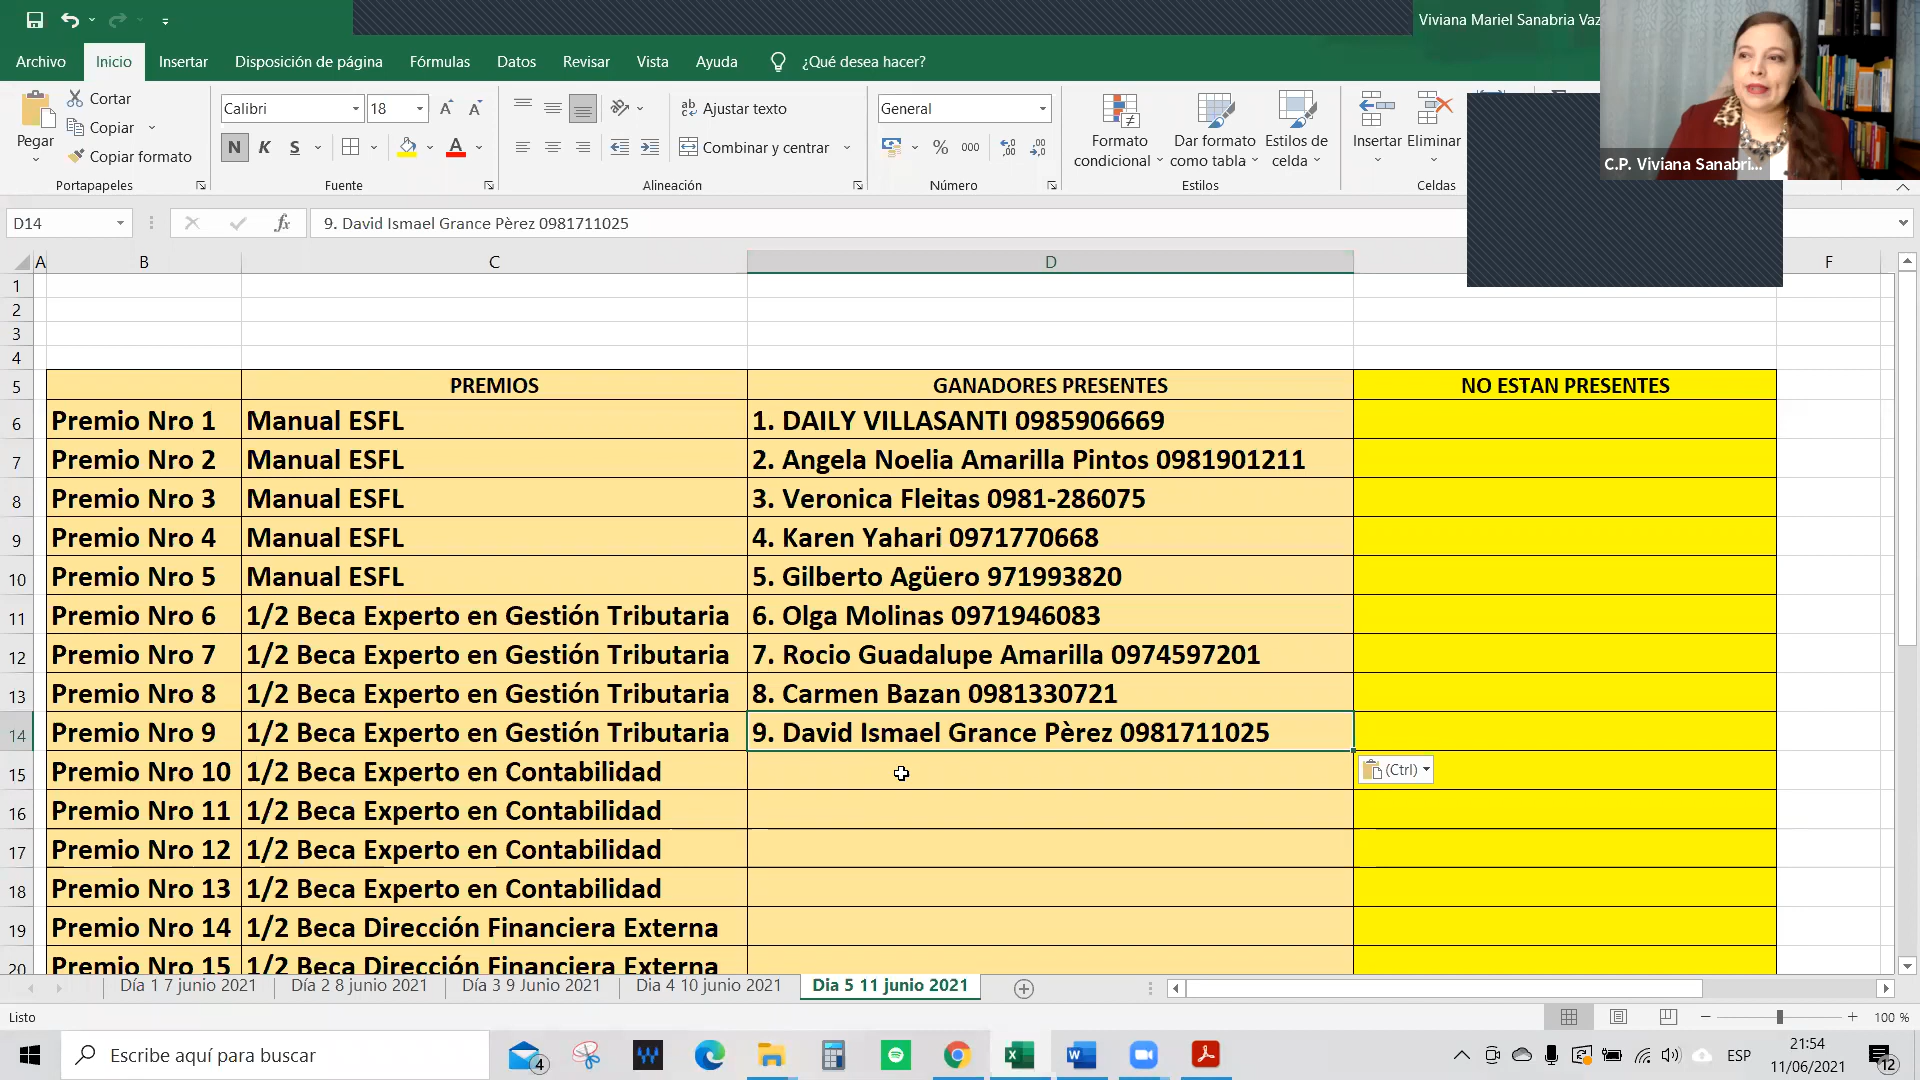 Viviana Mariel Sanabria Vaz
Archivo Inicio Insertar Disposición de página Fórmulas Datos Revisar Vista Ayuda ¿Qué desea hacer?
Pegar
Cortar
Copiar
Copiar formato
Portapapeles
Calibri 18
N K S
A
Fuente
Ajustar texto
Combinar y centrar
Alineación
General
% 000
Número
Formato condicional
Dar formato como tabla
Estilos de celda
Estilos
Insertar Eliminar
Celdas
C.P. Viviana Sanabri...
D14 fx 9. David Ismael Grance Pèrez 0981711025
A B C D F
1
2
3
4
5 PREMIOS GANADORES PRESENTES NO ESTAN PRESENTES
6 Premio Nro 1 Manual ESFL 1. DAILY VILLASANTI 0985906669
7 Premio Nro 2 Manual ESFL 2. Angela Noelia Amarilla Pintos 0981901211
8 Premio Nro 3 Manual ESFL 3. Veronica Fleitas 0981-286075
9 Premio Nro 4 Manual ESFL 4. Karen Yahari 0971770668
10 Premio Nro 5 Manual ESFL 5. Gilberto Agüero 971993820
11 Premio Nro 6 1/2 Beca Experto en Gestión Tributaria 6. Olga Molinas 0971946083
12 Premio Nro 7 1/2 Beca Experto en Gestión Tributaria 7. Rocio Guadalupe Amarilla 0974597201
13 Premio Nro 8 1/2 Beca Experto en Gestión Tributaria 8. Carmen Bazan 0981330721
14 Premio Nro 9 1/2 Beca Experto en Gestión Tributaria 9. David Ismael Grance Pèrez 0981711025
15 Premio Nro 10 1/2 Beca Experto en Contabilidad (Ctrl)
16 Premio Nro 11 1/2 Beca Experto en Contabilidad
17 Premio Nro 12 1/2 Beca Experto en Contabilidad
18 Premio Nro 13 1/2 Beca Experto en Contabilidad
19 Premio Nro 14 1/2 Beca Dirección Financiera Externa
20 Premio Nro 15 1/2 Beca Dirección Financiera Externa
Día 1 7 junio 2021 Día 2 8 junio 2021 Día 3 9 Junio 2021 Dia 4 10 junio 2021 Dia 5 11 junio 2021
Listo 100 %
Escribe aquí para buscar 4 ESP 21:54
11/06/2021 12